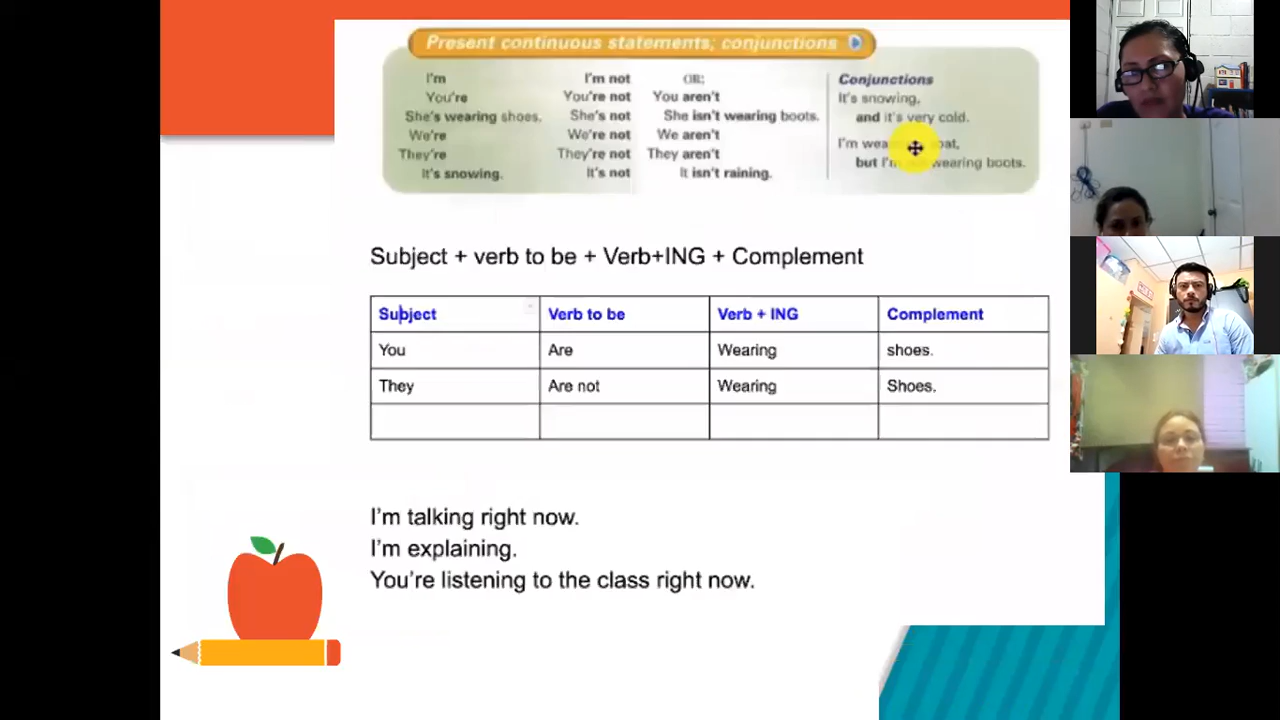 Present continuous statements; conjunctions
I'm
You're
She's wearing shoes.
We're
They're
It's snowing.
I'm not
You're not
She's not
We're not
They're not
It's not
OR:
You aren't
She isn't wearing boots.
We aren't
They aren't
It isn't raining.
Conjunctions
It's snowing,
and it's very cold.
I'm
but wearing boots.
Subject + verb to be + Verb+ING + Complement
Subject Verb to be Verb + ING Complement
You Are Wearing shoes.
They Are not Wearing Shoes.
I'm talking right now.
I'm explaining.
You're listening to the class right now.